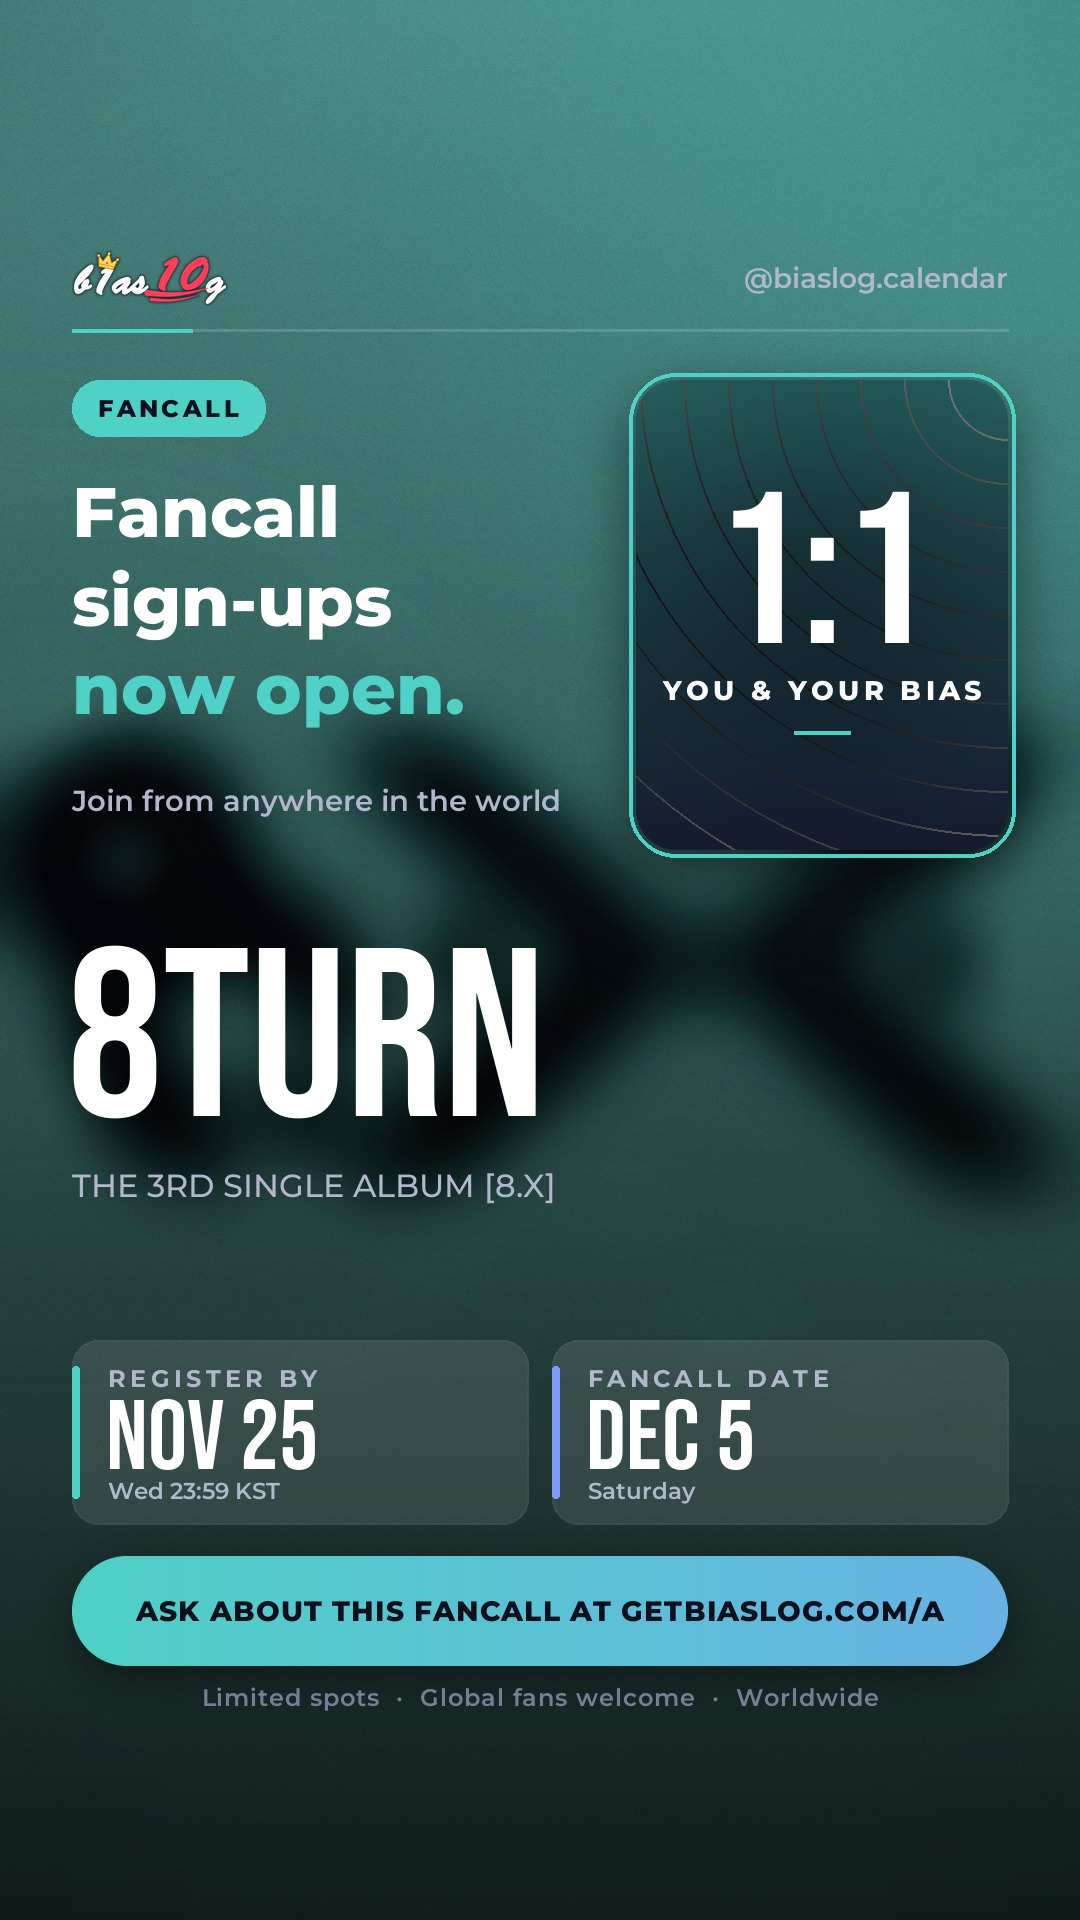 b1as10g
@biaslog.calendar
FANCALL
Fancall
sign-ups
now open.
Join from anywhere in the world
1:1
YOU & YOUR BIAS
8TURN
THE 3RD SINGLE ALBUM [8.X]
REGISTER BY
NOV 25
Wed 23:59 KST
FANCALL DATE
DEC 5
Saturday
ASK ABOUT THIS FANCALL AT GETBIASLOG.COM/A
Limited spots · Global fans welcome · Worldwide